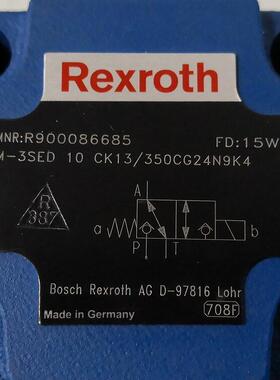 Rexroth
MNR:R900086685 FD:15W
M-3SED 10 CK13/350CG24N9K4
R
387
A
a b
P T
Bosch Rexroth AG D-97816 Lohr
Made in Germany 708F